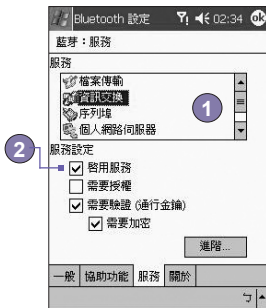 Bluetooth 設定 02:34 ok
藍芽：服務
服務
檔案傳輸
資訊交換
序列埠
個人網路伺服器
1
服務設定
2
啓用服務
需要授權
需要驗證 (通行金鑰)
需要加密
進階...
一般 協助功能 服務 關於